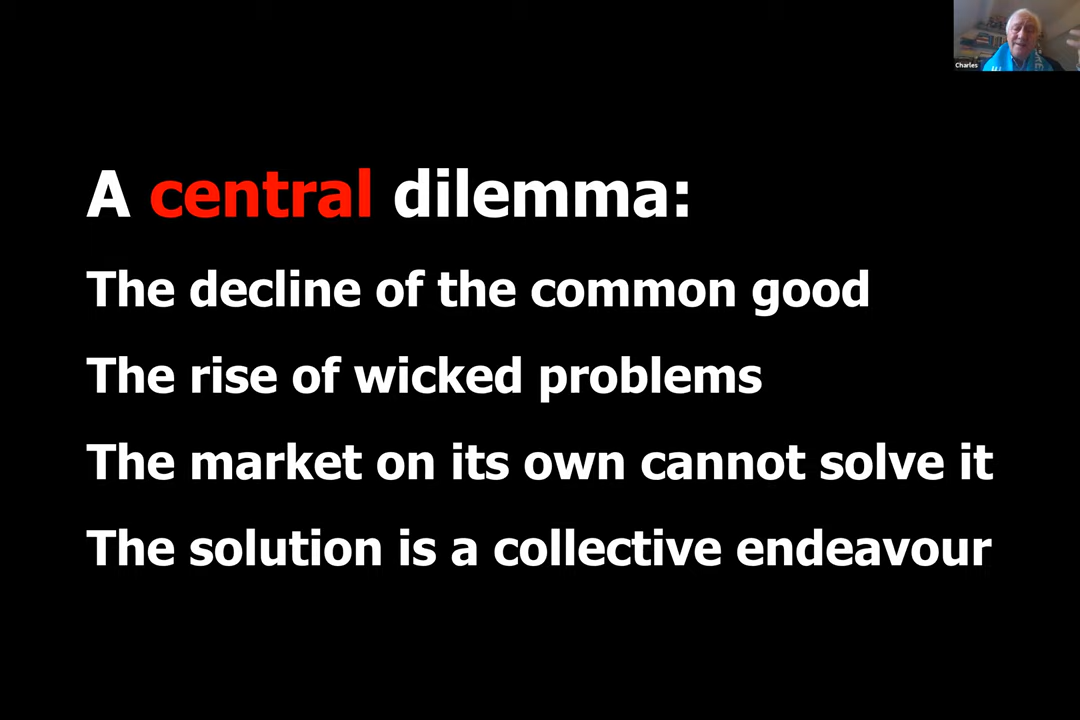 Charles
A central dilemma:
The decline of the common good
The rise of wicked problems
The market on its own cannot solve it
The solution is a collective endeavour